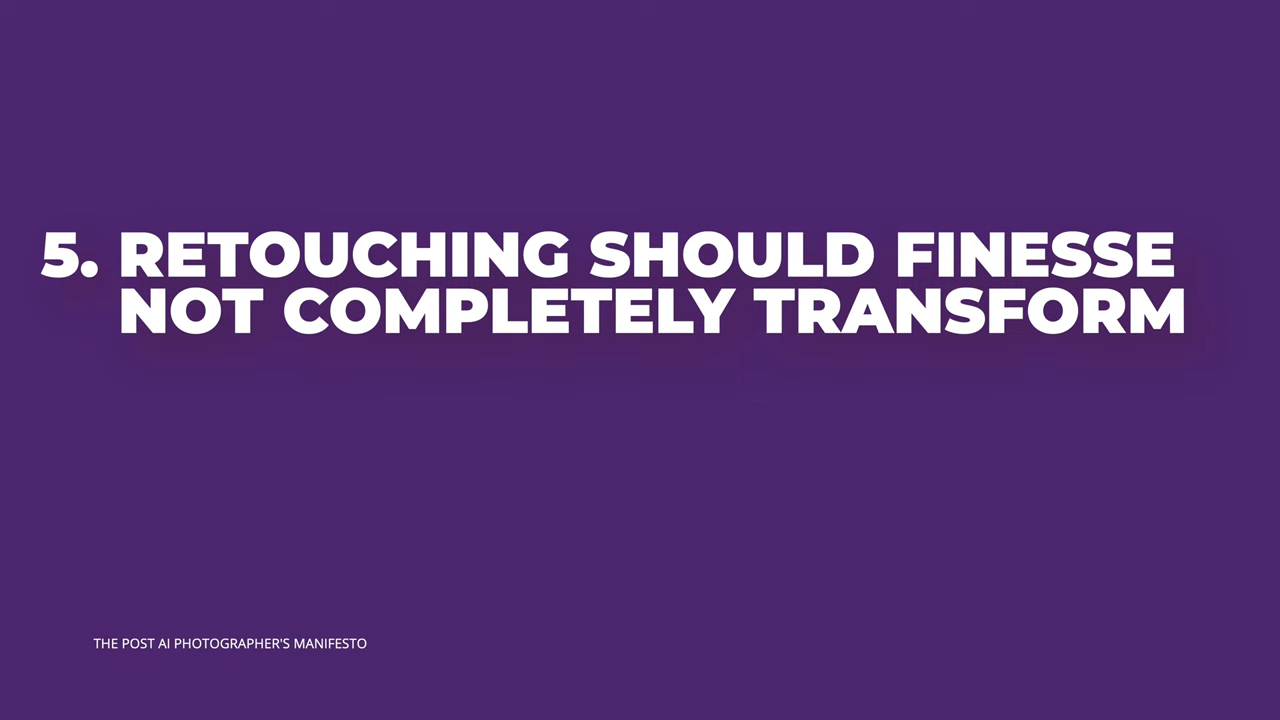 5. RETOUCHING SHOULD FINESSE
NOT COMPLETELY TRANSFORM
THE POST AI PHOTOGRAPHER'S MANIFESTO